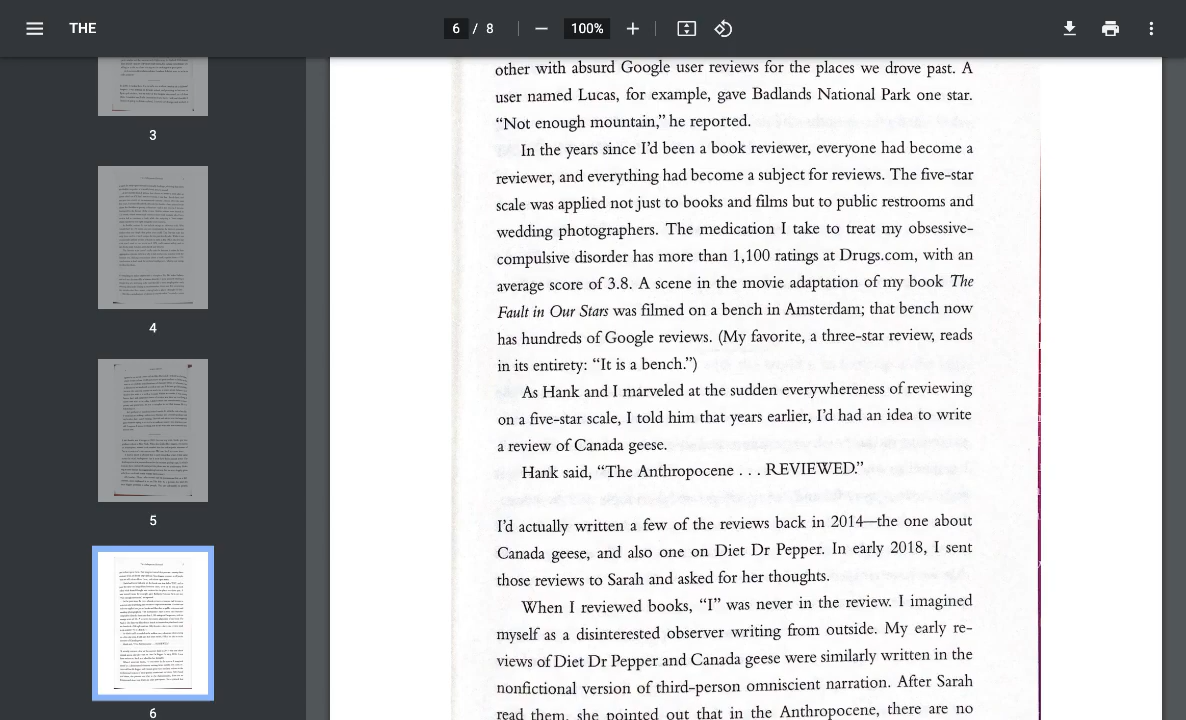 THE
6 / 8
100%
3
4
5
6
other with absurd Google user reviews for the places we drove past. A
user named Lucas, for example, gave Badlands National Park one star.
“Not enough mountain,” he reported.
In the years since I’d been a book reviewer, everyone had become a
reviewer, and everything had become a subject for reviews. The five-star
scale was applied not just to books and films but to public restrooms and
wedding photographers. The medication I take to treat my obsessive-
compulsive disorder has more than 1,100 ratings at Drugs.com, with an
average score of 3.8. A scene in the movie adaptation of my book The
Fault in Our Stars was filmed on a bench in Amsterdam; that bench now
has hundreds of Google reviews. (My favorite, a three-star review, reads
in its entirety: “It is a bench.”)
As Hank and I marveled at the sudden everywhereness of reviewing
on a five-star scale, I told him that years earlier, I’d had an idea to write
a review of Canada geese.
Hank said, “The Anthropocene . . . REVIEWED.”
I’d actually written a few of the reviews back in 2014—the one about
Canada geese, and also one on Diet Dr Pepper. In early 2018, I sent
those reviews to Sarah and asked for her thoughts.
When I reviewed books, “I” was never in the review. I imagined
myself as a disinterested observer writing from outside. My early re-
views of Diet Dr Pepper and Canada geese were similarly written in the
nonfictional version of third-person omniscient narration. After Sarah
read them, she pointed out that in the Anthropocene, there are no